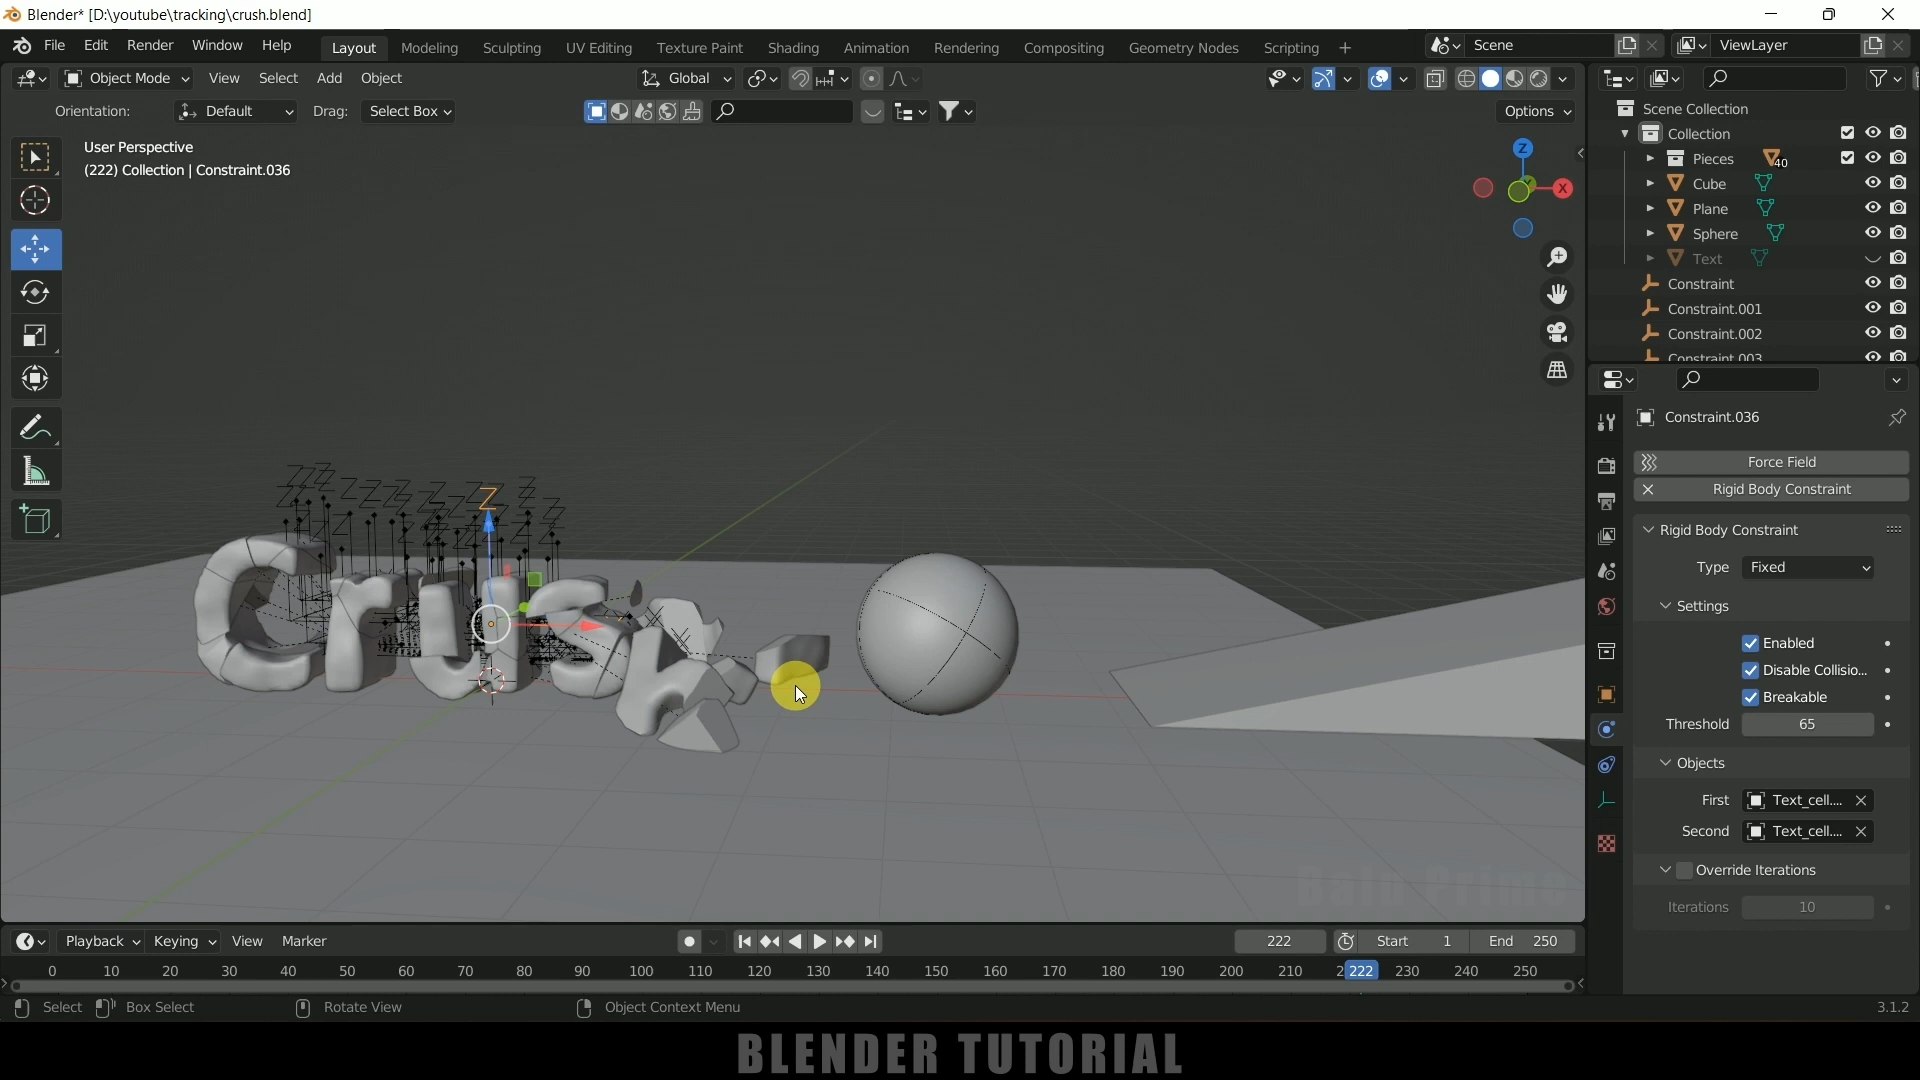 Blender* [D:\youtube\tracking\crush.blend]
File Edit Render Window Help Layout Modeling Sculpting UV Editing Texture Paint Shading Animation Rendering Compositing Geometry Nodes Scripting + Scene ViewLayer
Object Mode View Select Add Object Global
Orientation: Default Drag: Select Box Options
User Perspective
(222) Collection | Constraint.036
Z
X
Crush
Balu Prime
Scene Collection
Collection
Pieces 40
Cube
Plane
Sphere
Text
Constraint
Constraint.001
Constraint.002
Constraint.003
Constraint.036
Force Field
Rigid Body Constraint
Rigid Body Constraint
Type Fixed
Settings
Enabled
Disable Collisio...
Breakable
Threshold 65
Objects
First Text_cell....
Second Text_cell....
Override Iterations
Iterations 10
Playback Keying View Marker 222 Start 1 End 250
0 10 20 30 40 50 60 70 80 90 100 110 120 130 140 150 160 170 180 190 200 210 222 230 240 250
Select Box Select Rotate View Object Context Menu 3.1.2
BLENDER TUTORIAL